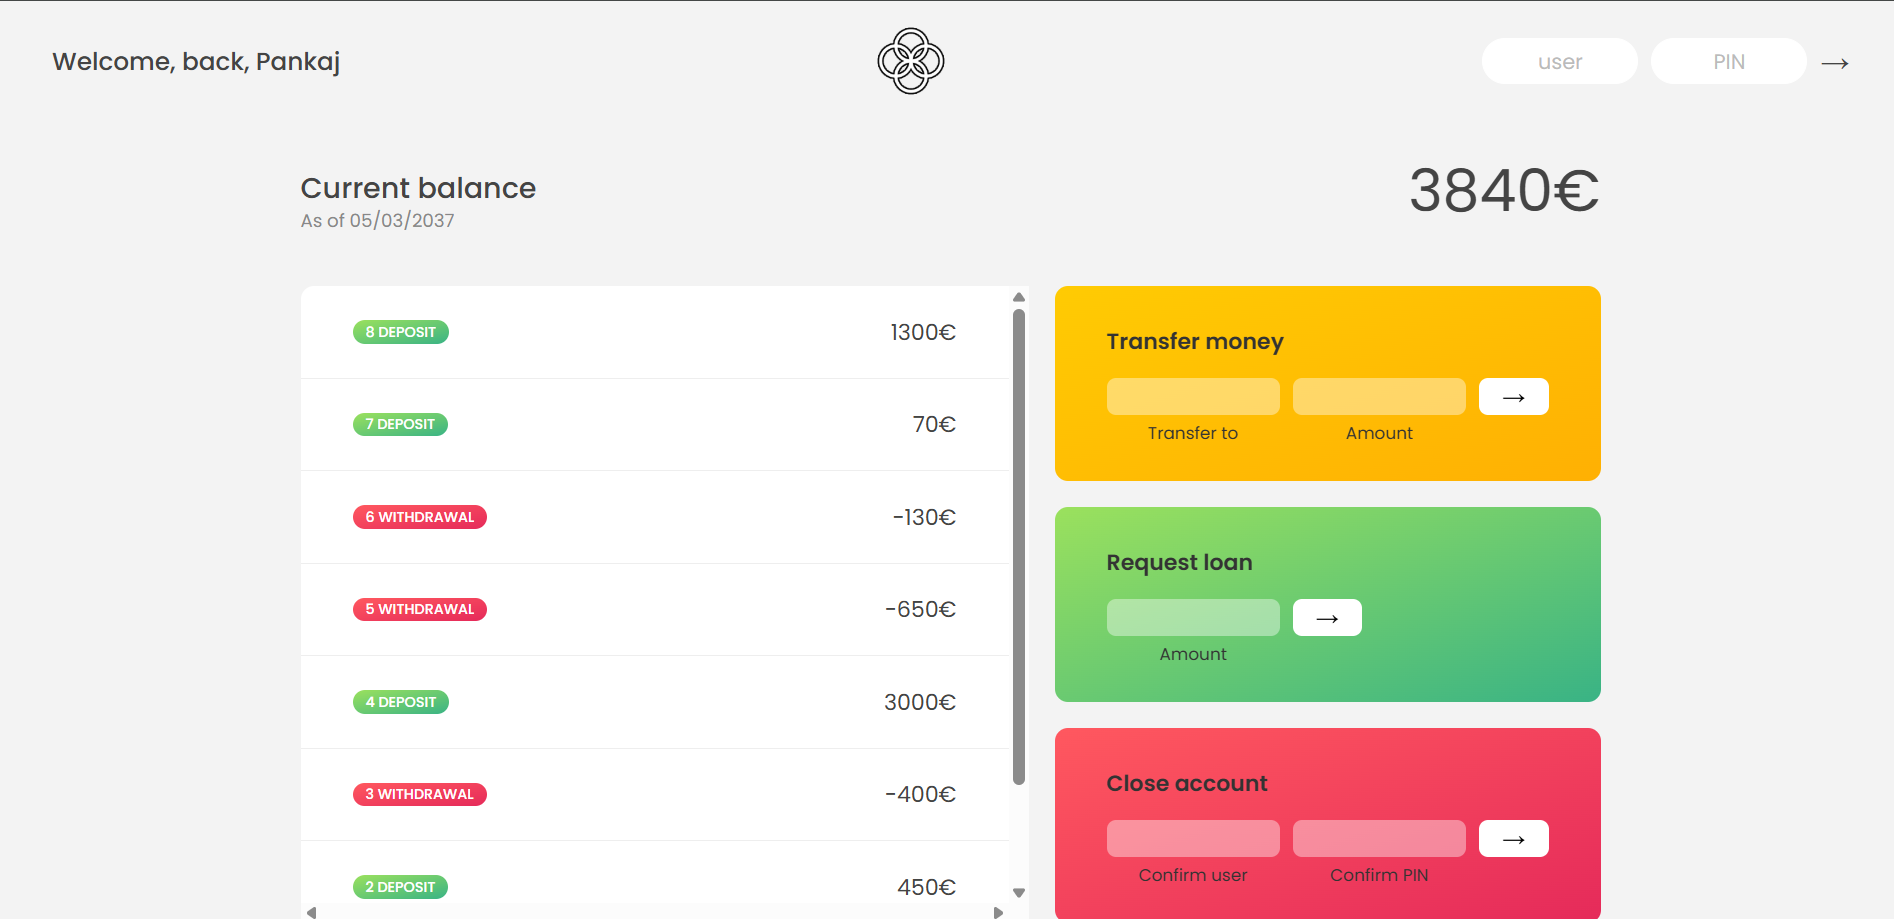 Welcome, back, Pankaj
user PIN →
Current balance
As of 05/03/2037
3840€
8 DEPOSIT 1300€
7 DEPOSIT 70€
6 WITHDRAWAL -130€
5 WITHDRAWAL -650€
4 DEPOSIT 3000€
3 WITHDRAWAL -400€
2 DEPOSIT 450€
Transfer money
→
Transfer to Amount
Request loan
→
Amount
Close account
→
Confirm user Confirm PIN